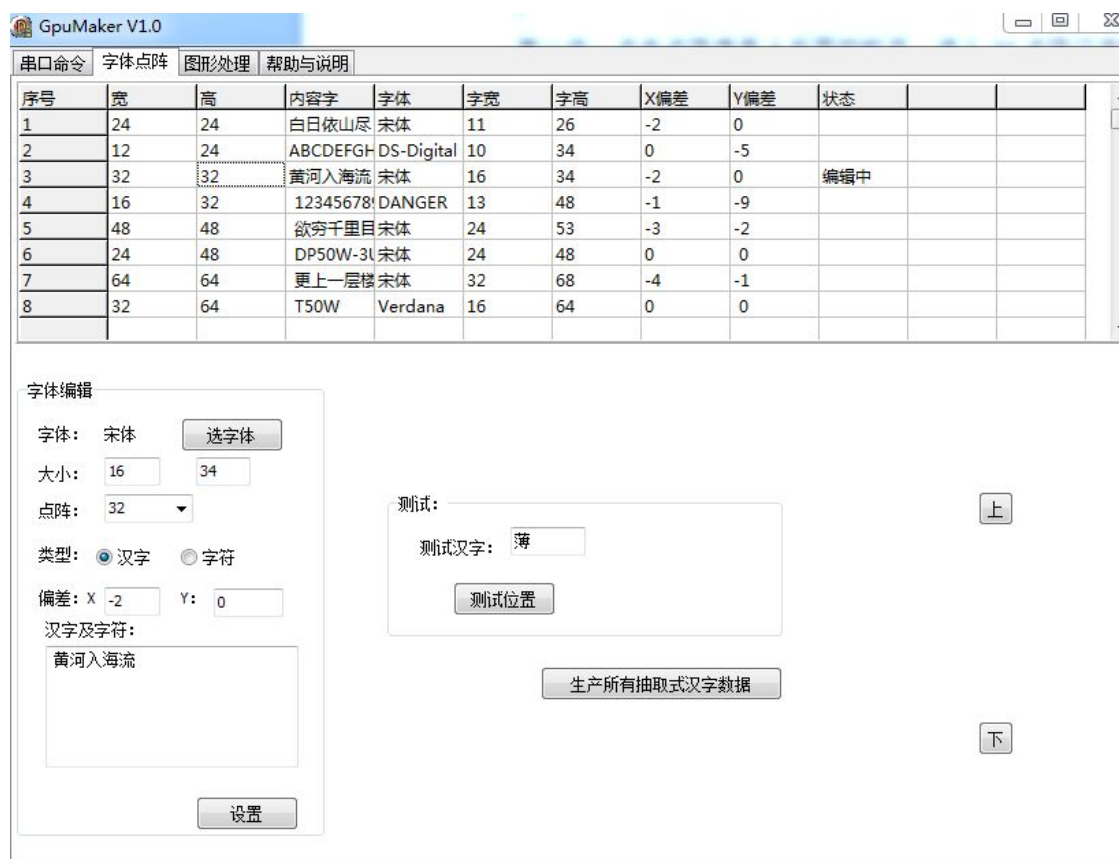 GpuMaker V1.0
串口命令 字体点阵 图形处理 帮助与说明
序号 宽 高 内容字 字体 字宽 字高 X偏差 Y偏差 状态
1 24 24 白日依山尽 宋体 11 26 -2 0
2 12 24 ABCDEFGH DS-Digital 10 34 0 -5
3 32 32 黄河入海流 宋体 16 34 -2 0 编辑中
4 16 32 12345678 DANGER 13 48 -1 -9
5 48 48 欲穷千里目 宋体 24 53 -3 -2
6 24 48 DP50W-3U 宋体 24 48 0 0
7 64 64 更上一层楼 宋体 32 68 -4 -1
8 32 64 T50W Verdana 16 64 0 0
字体编辑
字体： 宋体 选字体
大小： 16 34
点阵： 32
类型： 汉字 字符
偏差：X -2 Y： 0
汉字及字符：
黄河入海流
设置
测试：
测试汉字： 薄
测试位置
生产所有抽取式汉字数据
上
下